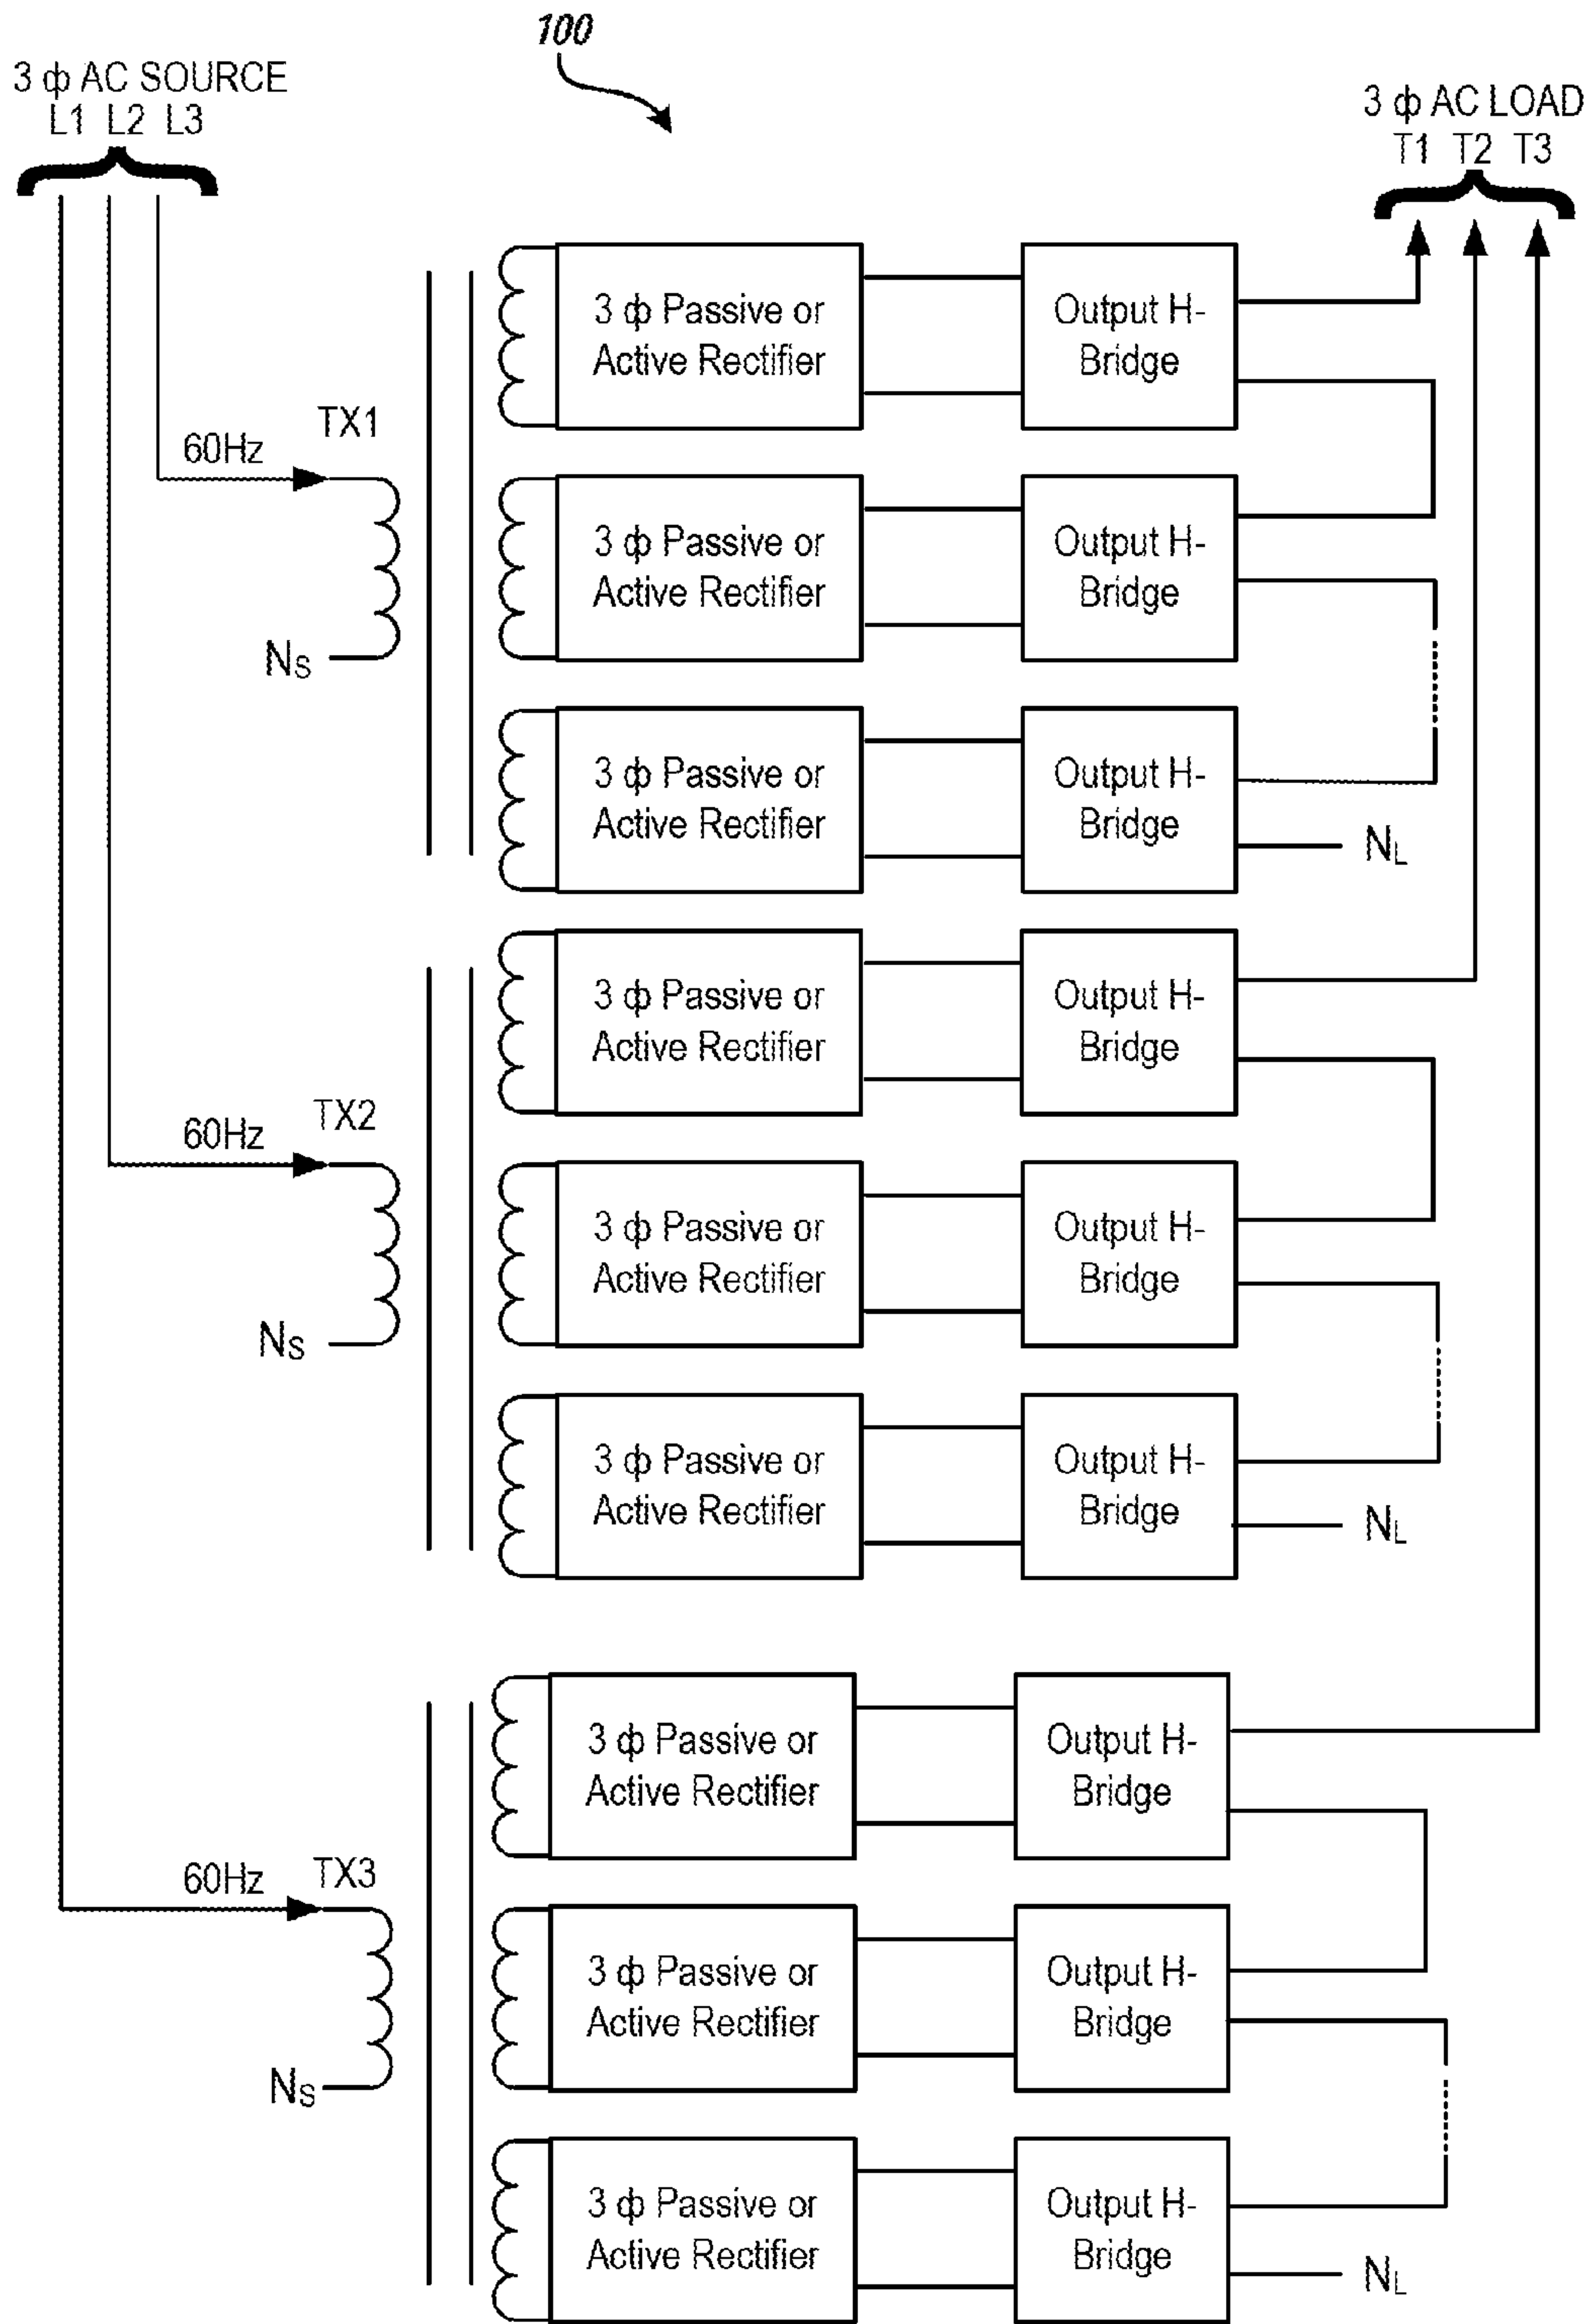 100
3 ф AC SOURCE
L1 L2 L3
3 ф AC LOAD
T1 T2 T3
3 ф Passive or
Active Rectifier
Output H-
Bridge
TX1
60Hz
3 ф Passive or
Active Rectifier
Output H-
Bridge
NS
3 ф Passive or
Active Rectifier
Output H-
Bridge
NL
3 ф Passive or
Active Rectifier
Output H-
Bridge
TX2
60Hz
3 ф Passive or
Active Rectifier
Output H-
Bridge
NS
3 ф Passive or
Active Rectifier
Output H-
Bridge
NL
3 ф Passive or
Active Rectifier
Output H-
Bridge
TX3
60Hz
3 ф Passive or
Active Rectifier
Output H-
Bridge
NS
3 ф Passive or
Active Rectifier
Output H-
Bridge
NL